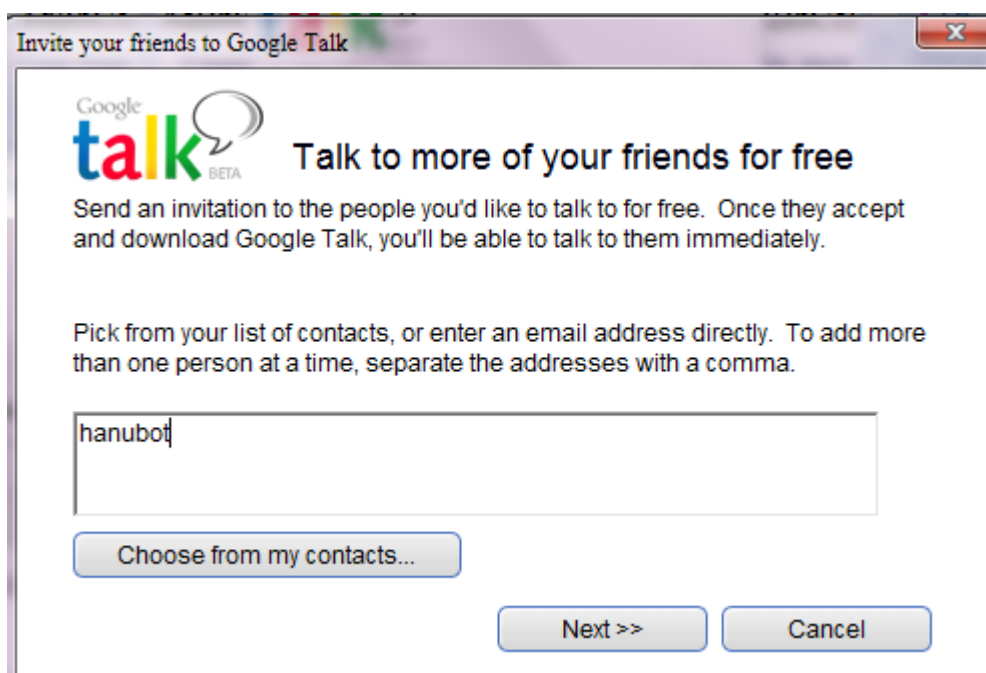 Invite your friends to Google Talk
Google
talk
BETA
Talk to more of your friends for free
Send an invitation to the people you'd like to talk to for free. Once they accept
and download Google Talk, you'll be able to talk to them immediately.
Pick from your list of contacts, or enter an email address directly. To add more
than one person at a time, separate the addresses with a comma.
hanubot
Choose from my contacts...
Next >>
Cancel